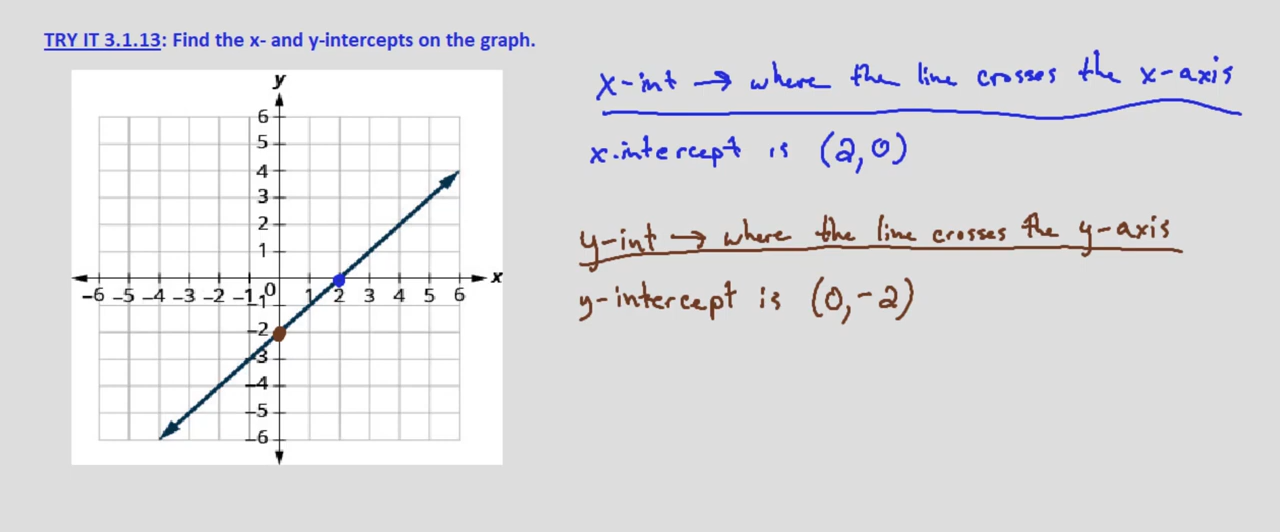 TRY IT 3.1.13: Find the x- and y-intercepts on the graph.
x-int → where the line crosses the x-axis
x-intercept is (2,0)
y-int → where the line crosses the y-axis
y-intercept is (0,-2)
y
6
5
4
3
2
1
x
-6 -5 -4 -3 -2 -1 0 1 2 3 4 5 6
-1
-2
-3
-4
-5
-6